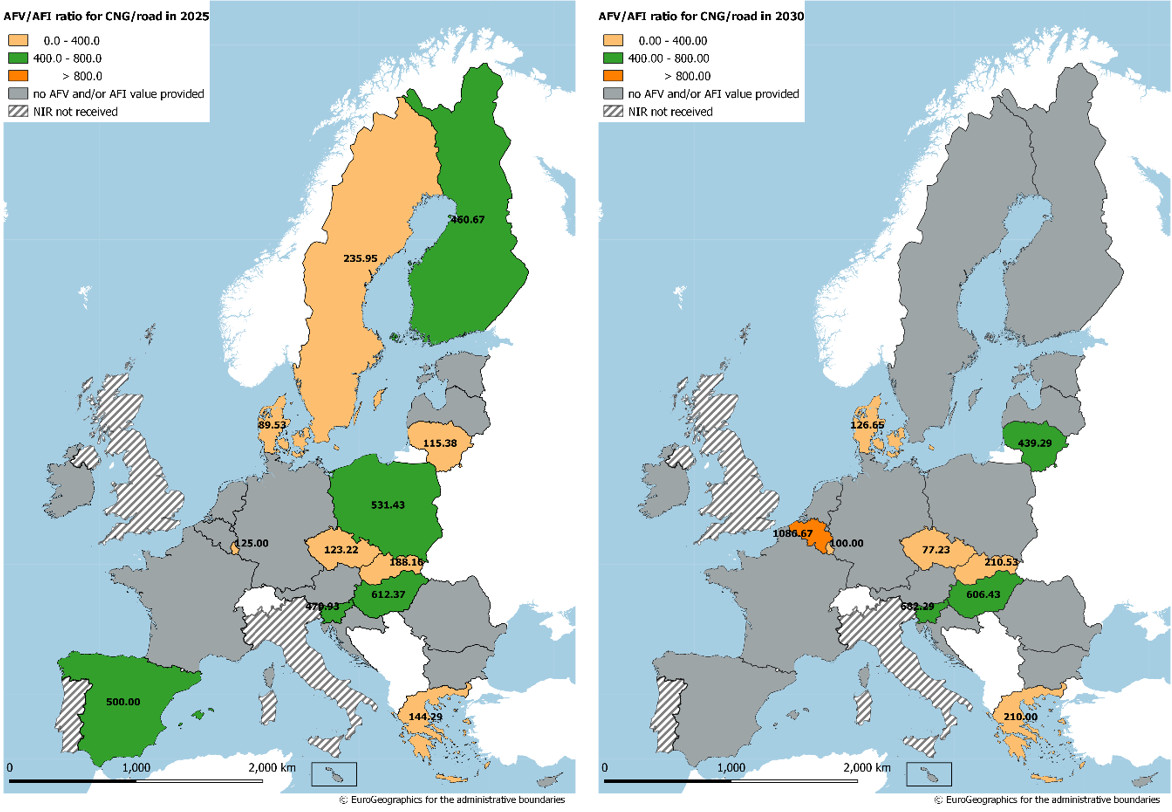 AFV/AFI ratio for CNG/road in 2025
0.0 - 400.0
400.0 - 800.0
> 800.0
no AFV and/or AFI value provided
NIR not received
460.67
235.95
89.53
115.38
531.43
125.00
123.22
188.16
612.37
479.93
500.00
144.29
0
1,000
2,000 km
© EuroGeographics for the administrative boundaries
AFV/AFI ratio for CNG/road in 2030
0.00 - 400.00
400.00 - 800.00
> 800.00
no AFV and/or AFI value provided
NIR not received
126.65
439.29
1086.67
100.00
77.23
210.53
606.43
682.29
210.00
0
1,000
2,000 km
© EuroGeographics for the administrative boundaries